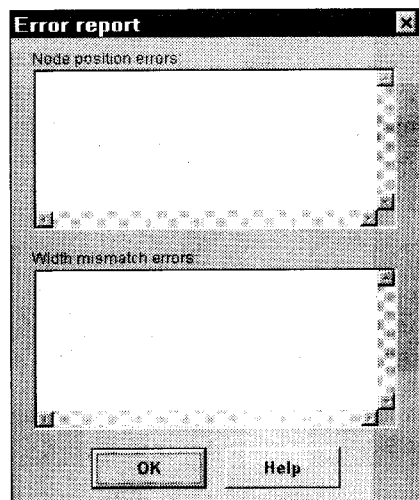 Error report
Node position errors:
Width mismatch errors:
OK
Help